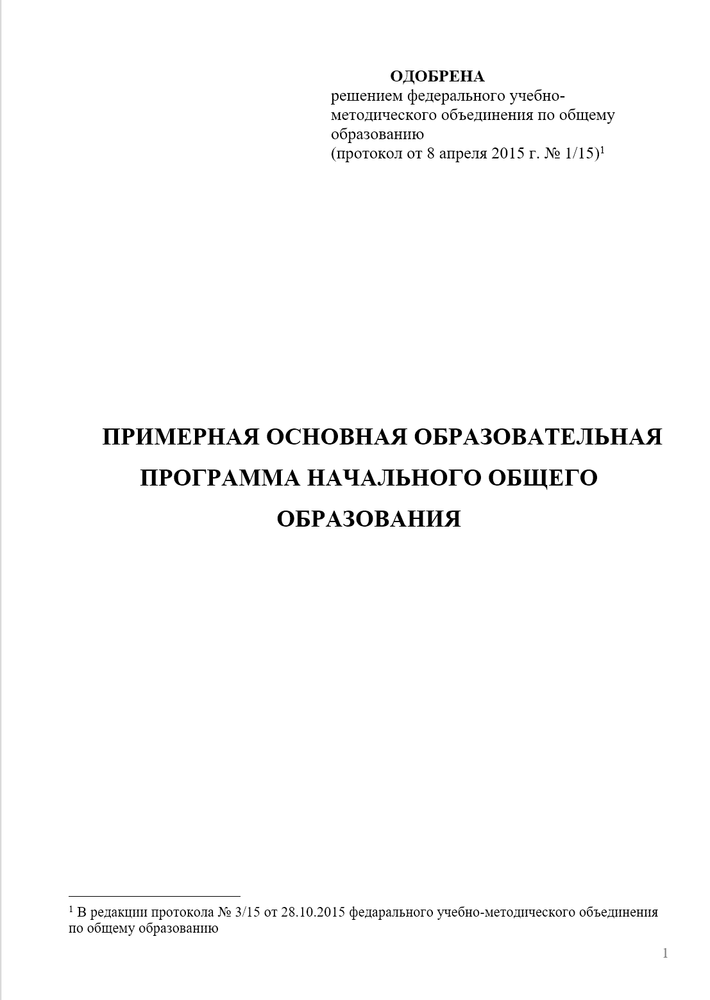 ОДОБРЕНА
решением федерального учебно-
методического объединения по общему
образованию
(протокол от 8 апреля 2015 г. № 1/15)¹
ПРИМЕРНАЯ ОСНОВНАЯ ОБРАЗОВАТЕЛЬНАЯ
ПРОГРАММА НАЧАЛЬНОГО ОБЩЕГО
ОБРАЗОВАНИЯ
¹ В редакции протокола № 3/15 от 28.10.2015 федарального учебно-методического объединения
по общему образованию
1